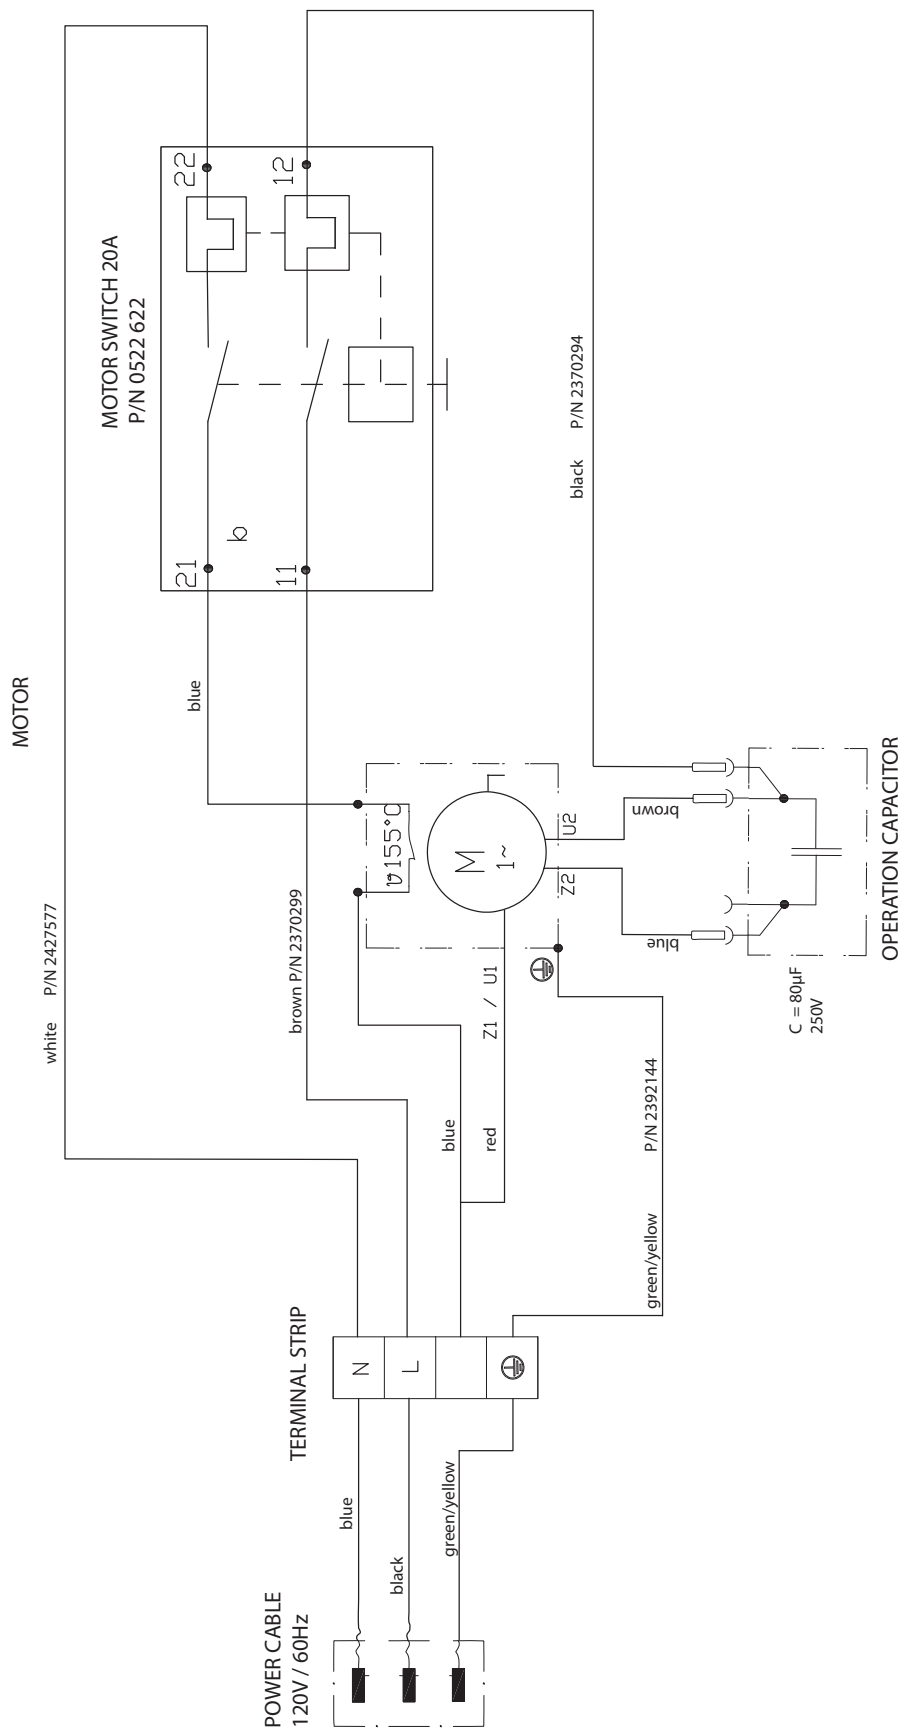 MOTOR
POWER CABLE
120V / 60Hz
blue
black
green/yellow
TERMINAL STRIP
N
L
white P/N 2427577
brown P/N 2370299
blue
red
Z1 / U1
green/yellow
P/N 2392144
ϑ155°C
M
1~
Z2
U2
blue
brown
C = 80µF
250V
OPERATION CAPACITOR
blue
MOTOR SWITCH 20A
P/N 0522 622
21
22
11
12
b
black P/N 2370294